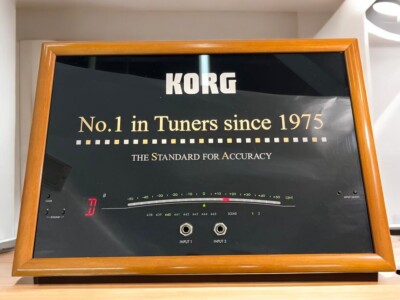 KORG
No.1 in Tuners since 1975
THE STANDARD FOR ACCURACY
INPUT 1 INPUT 2